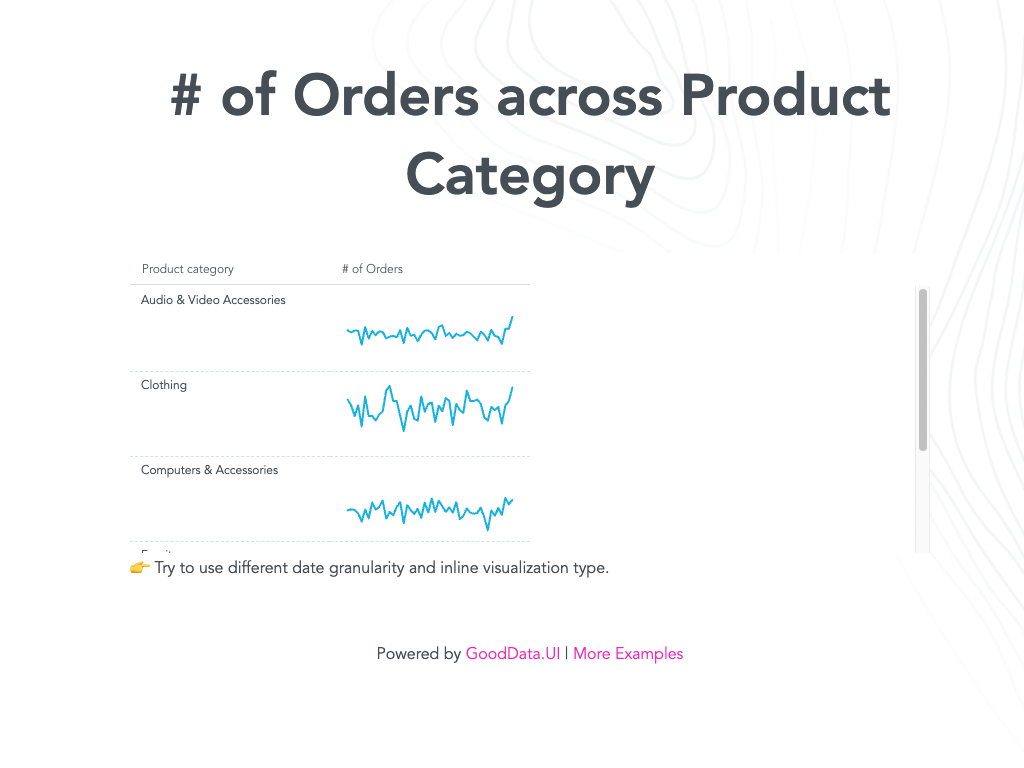 # of Orders across Product
Category
Product category
# of Orders
Audio & Video Accessories
Clothing
Computers & Accessories
👉 Try to use different date granularity and inline visualization type.
Powered by GoodData.UI | More Examples